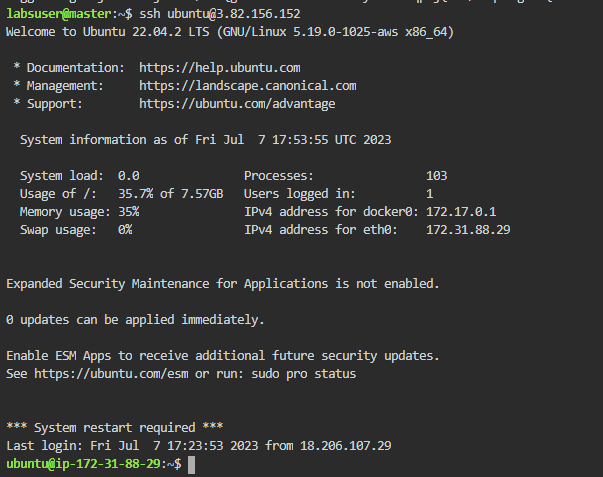 labsuser@master:~$ ssh ubuntu@3.82.156.152
Welcome to Ubuntu 22.04.2 LTS (GNU/Linux 5.19.0-1025-aws x86_64)
* Documentation: https://help.ubuntu.com
* Management: https://landscape.canonical.com
* Support: https://ubuntu.com/advantage
System information as of Fri Jul 7 17:53:55 UTC 2023
System load: 0.0 Processes: 103
Usage of /: 35.7% of 7.57GB Users logged in: 1
Memory usage: 35% IPv4 address for docker0: 172.17.0.1
Swap usage: 0% IPv4 address for eth0: 172.31.88.29
Expanded Security Maintenance for Applications is not enabled.
0 updates can be applied immediately.
Enable ESM Apps to receive additional future security updates.
See https://ubuntu.com/esm or run: sudo pro status
*** System restart required ***
Last login: Fri Jul 7 17:23:53 2023 from 18.206.107.29
ubuntu@ip-172-31-88-29:~$